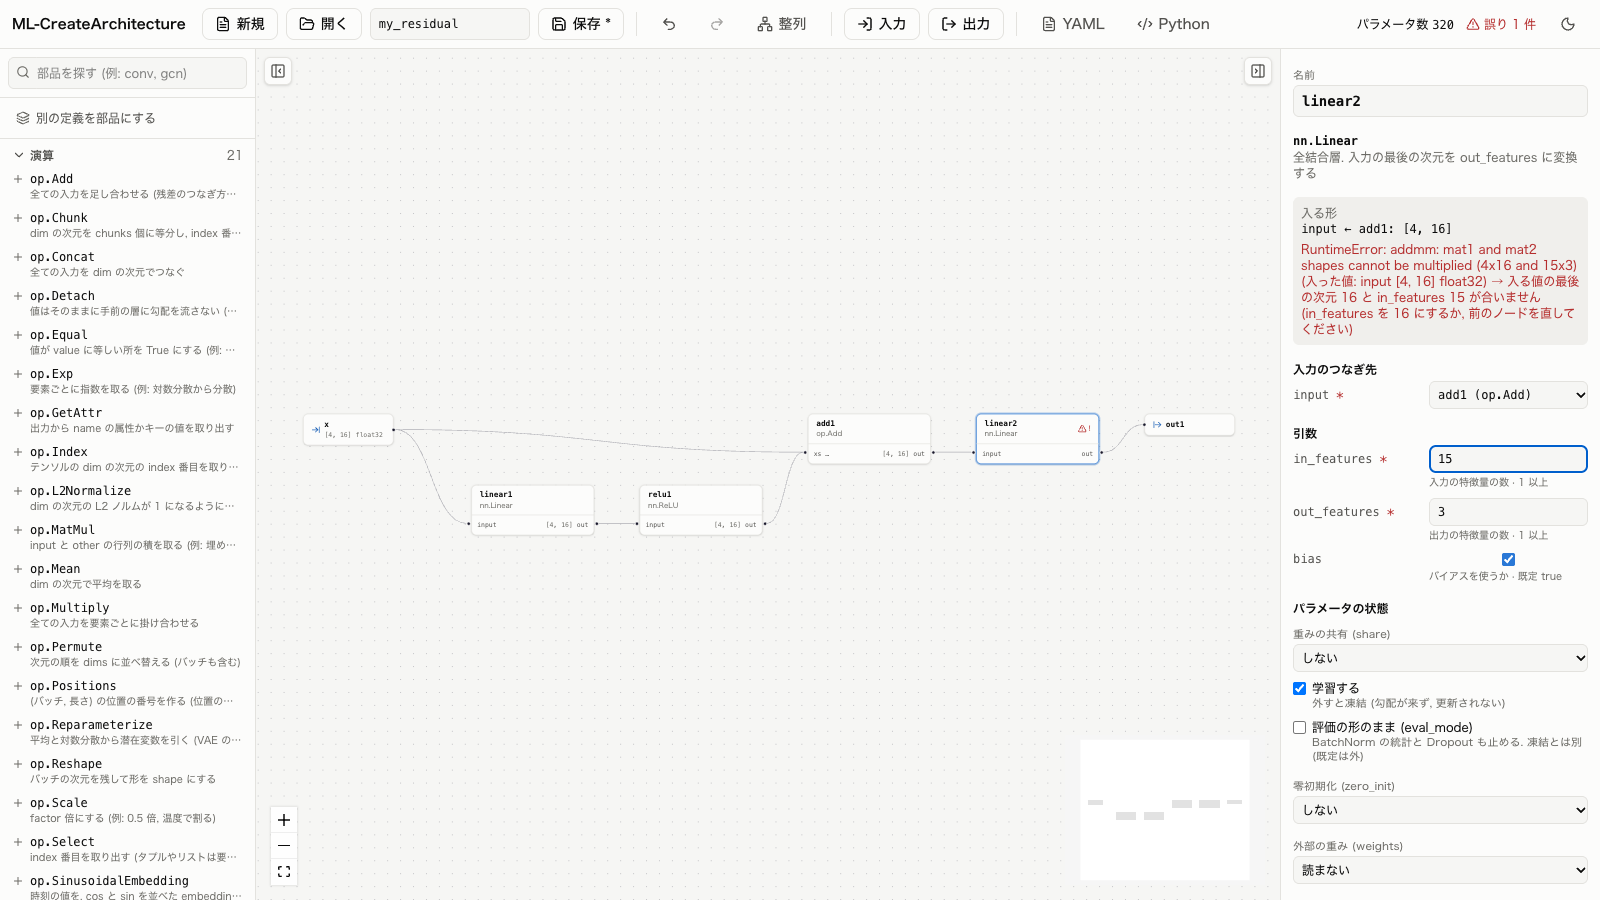 ML-CreateArchitecture
新規
開く
my_residual
保存 *
整列
入力
出力
YAML
Python
パラメータ数 320
誤り 1 件
部品を探す (例: conv, gcn)
別の定義を部品にする
演算 21
op.Add
全ての入力を足し合わせる (残差のつなぎ方…
op.Chunk
dim の次元を chunks 個に等分し, index 番…
op.Concat
全ての入力を dim の次元でつなぐ
op.Detach
値はそのままに手前の層に勾配を流さない (…
op.Equal
値が value に等しい所を True にする (例: …
op.Exp
要素ごとに指数を取る (例: 対数分散から分散)
op.GetAttr
出力から name の属性かキーの値を取り出す
op.Index
テンソルの dim の次元の index 番目を取り…
op.L2Normalize
dim の次元の L2 ノルムが 1 になるように…
op.MatMul
input と other の行列の積を取る (例: 埋め…
op.Mean
dim の次元で平均を取る
op.Multiply
全ての入力を要素ごとに掛け合わせる
op.Permute
次元の順を dims に並べ替える (バッチも含む)
op.Positions
(バッチ, 長さ) の位置の番号を作る (位置の…
op.Reparameterize
平均と対数分散から潜在変数を引く (VAE の…
op.Reshape
バッチの次元を残して形を shape にする
op.Scale
factor 倍にする (例: 0.5 倍, 温度で割る)
op.Select
index 番目を取り出す (タプルやリストは要…
op.SinusoidalEmbedding
時刻の値を, cos と sin を並べた embeddin…
x
[4, 16] float32
linear1
nn.Linear
input [4, 16] out
relu1
nn.ReLU
input [4, 16] out
add1
op.Add
xs … [4, 16] out
linear2
nn.Linear
!
input out
out1
名前
linear2
nn.Linear
全結合層. 入力の最後の次元を out_features に変換
する
入る形
input ← add1: [4, 16]
RuntimeError: addmm: mat1 and mat2
shapes cannot be multiplied (4x16 and 15x3)
(入った値: input [4, 16] float32) → 入る値の最後
の次元 16 と in_features 15 が合いません
(in_features を 16 にするか, 前のノードを直して
ください)
入力のつなぎ先
input * add1 (op.Add)
引数
in_features * 15
入力の特徴量の数 · 1 以上
out_features * 3
出力の特徴量の数 · 1 以上
bias
バイアスを使うか · 既定 true
パラメータの状態
重みの共有 (share)
しない
学習する
外すと凍結 (勾配が来ず, 更新されない)
評価の形のまま (eval_mode)
BatchNorm の統計と Dropout も止める. 凍結とは別
(既定は外)
零初期化 (zero_init)
しない
外部の重み (weights)
読まない